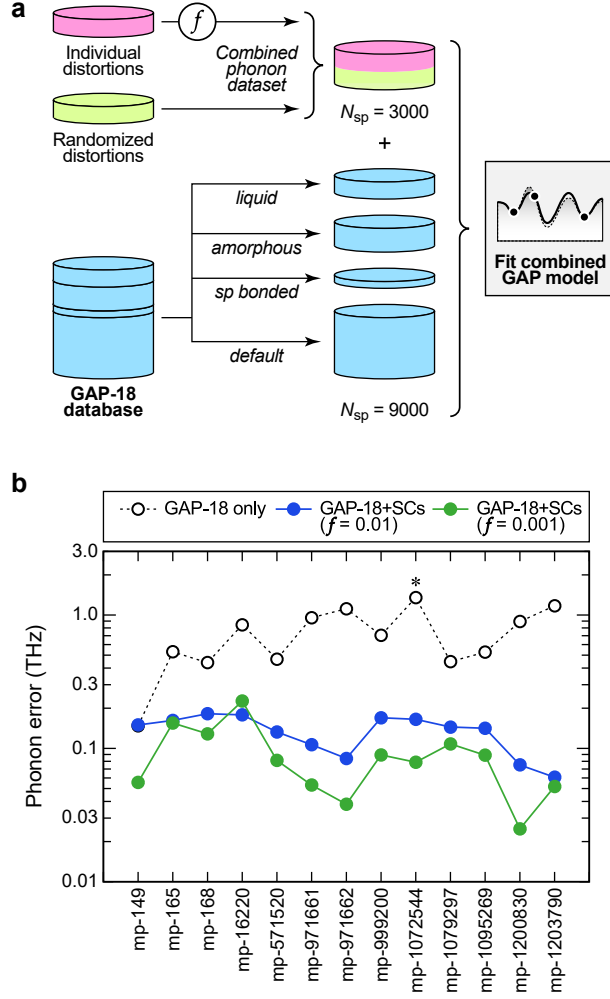 a
Individual
distortions
f
Combined
phonon
dataset
Randomized
distortions
Nsp = 3000
+
liquid
amorphous
sp bonded
default
GAP-18
database
Nsp = 9000
Fit combined
GAP model
b
GAP-18 only
GAP-18+SCs
(f = 0.01)
GAP-18+SCs
(f = 0.001)
Phonon error (THz)
3.0
1.0
0.3
0.1
0.03
0.01
*
mp-149
mp-165
mp-168
mp-16220
mp-571520
mp-971661
mp-971662
mp-999200
mp-1072544
mp-1079297
mp-1095269
mp-1200830
mp-1203790